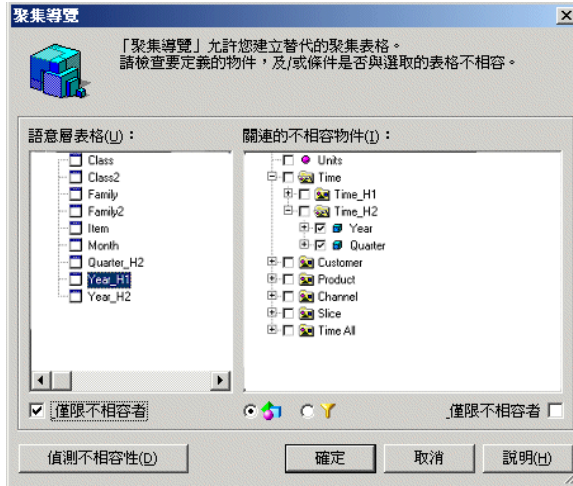 聚集導覽
「聚集導覽」允許您建立替代的聚集表格。
請檢查要定義的物件，及/或條件是否與選取的表格不相容。
語意層表格(U)：
Class
Class2
Family
Family2
Item
Month
Quarter_H2
Year_H1
Year_H2
僅限不相容者
關連的不相容物件(I)：
Units
Time
Time_H1
Time_H2
Year
Quarter
Customer
Product
Channel
Slice
Time All
僅限不相容者
偵測不相容性(D)
確定
取消
說明(H)